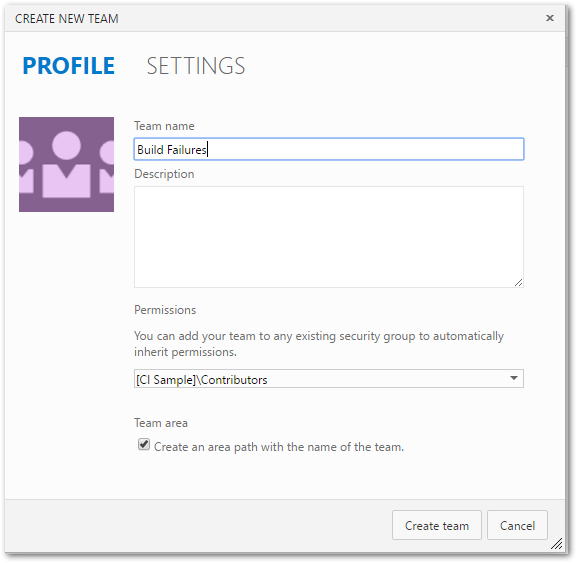 CREATE NEW TEAM
PROFILE SETTINGS
Team name
Build Failures
Description
Permissions
You can add your team to any existing security group to automatically
inherit permissions.
[CI Sample]\Contributors
Team area
Create an area path with the name of the team.
Create team Cancel